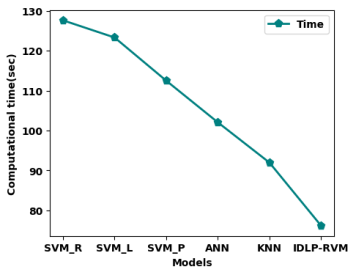 130
120
110
100
90
80
Computational time(sec)
Time
SVM_R SVM_L SVM_P ANN KNN IDLP-RVM
Models